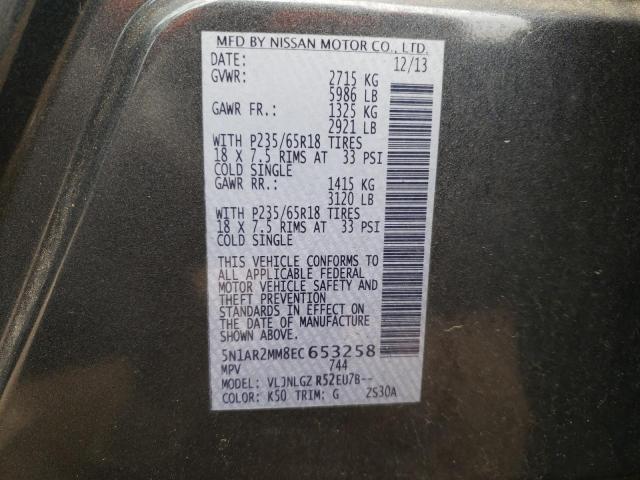 MFD BY NISSAN MOTOR CO., LTD.
DATE: 12/13
GVWR: 2715 KG
5986 LB
GAWR FR.: 1325 KG
2921 LB
WITH P235/65R18 TIRES
18 X 7.5 RIMS AT 33 PSI
COLD SINGLE
GAWR RR.: 1415 KG
3120 LB
WITH P235/65R18 TIRES
18 X 7.5 RIMS AT 33 PSI
COLD SINGLE
THIS VEHICLE CONFORMS TO
ALL APPLICABLE FEDERAL
MOTOR VEHICLE SAFETY AND
THEFT PREVENTION
STANDARDS IN EFFECT ON
THE DATE OF MANUFACTURE
SHOWN ABOVE.
5N1AR2MM8EC 653258
MPV 744
MODEL: VLJNLGZ R52EU7B--
COLOR: K50 TRIM: G 2S30A